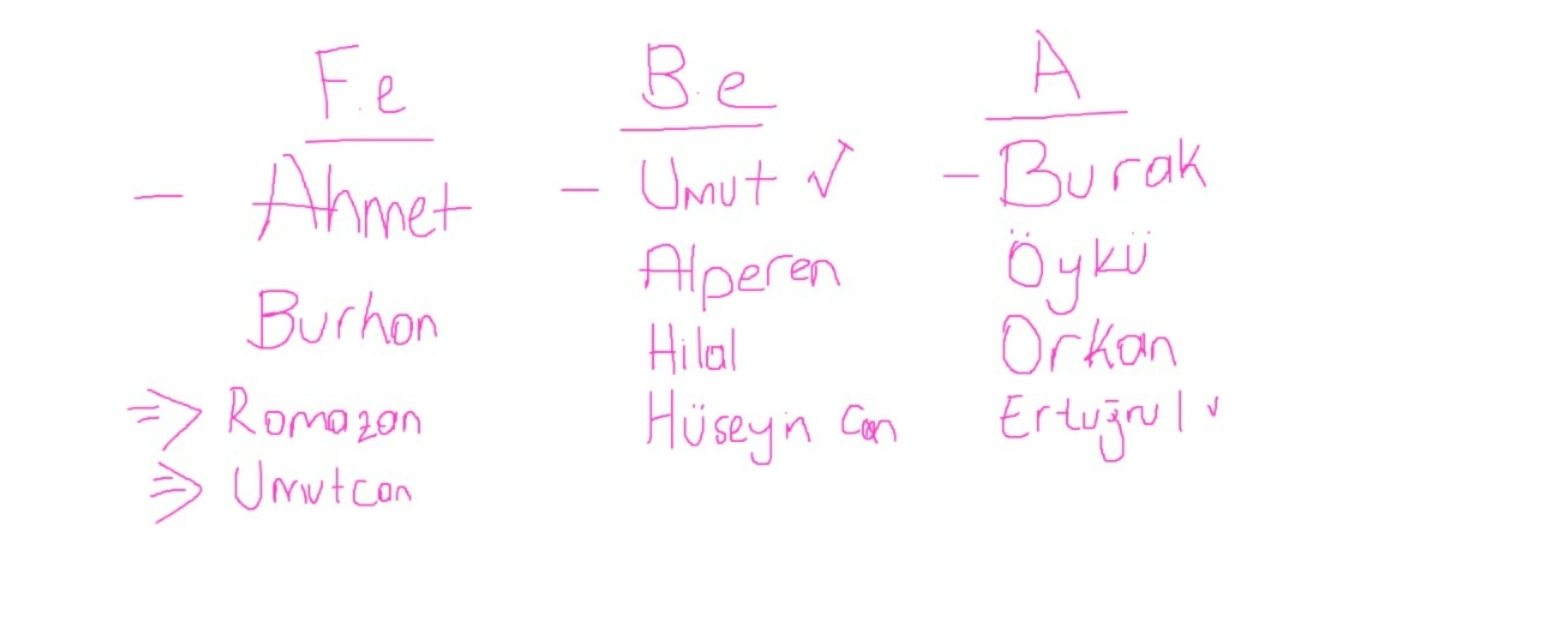 F.e
Ahmet
Burhan
Ramazan
Umutcan
B.e
Umut ✓
Alperen
Hilal
Hüseyin Can
A
Burak
Öykü
Orkan
Ertuğrul ✓